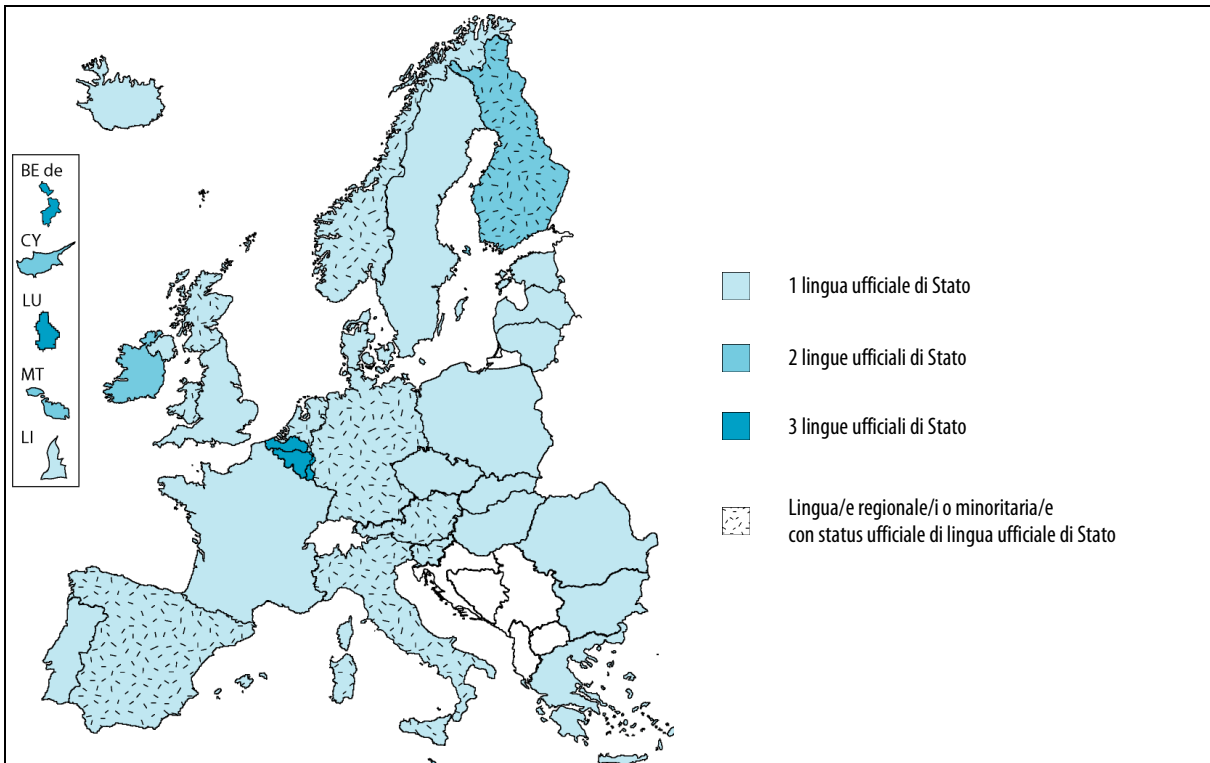 BE de
CY
LU
MT
LI
1 lingua ufficiale di Stato
2 lingue ufficiali di Stato
3 lingue ufficiali di Stato
Lingua/e regionale/i o minoritaria/e
con status ufficiale di lingua ufficiale di Stato